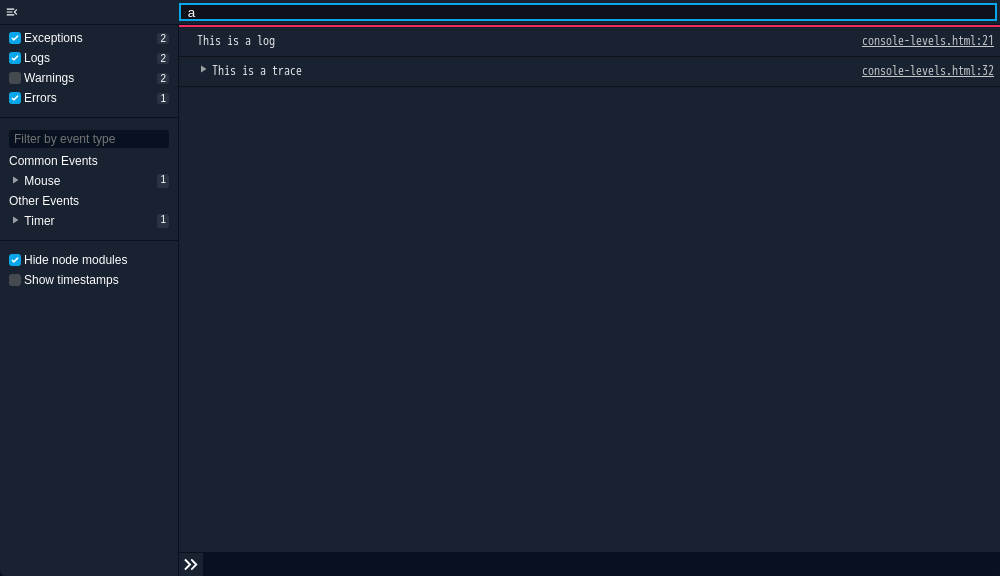 a
Exceptions 2
Logs 2
Warnings 2
Errors 1
Filter by event type
Common Events
Mouse 1
Other Events
Timer 1
Hide node modules
Show timestamps
This is a log console-levels.html:21
This is a trace console-levels.html:32